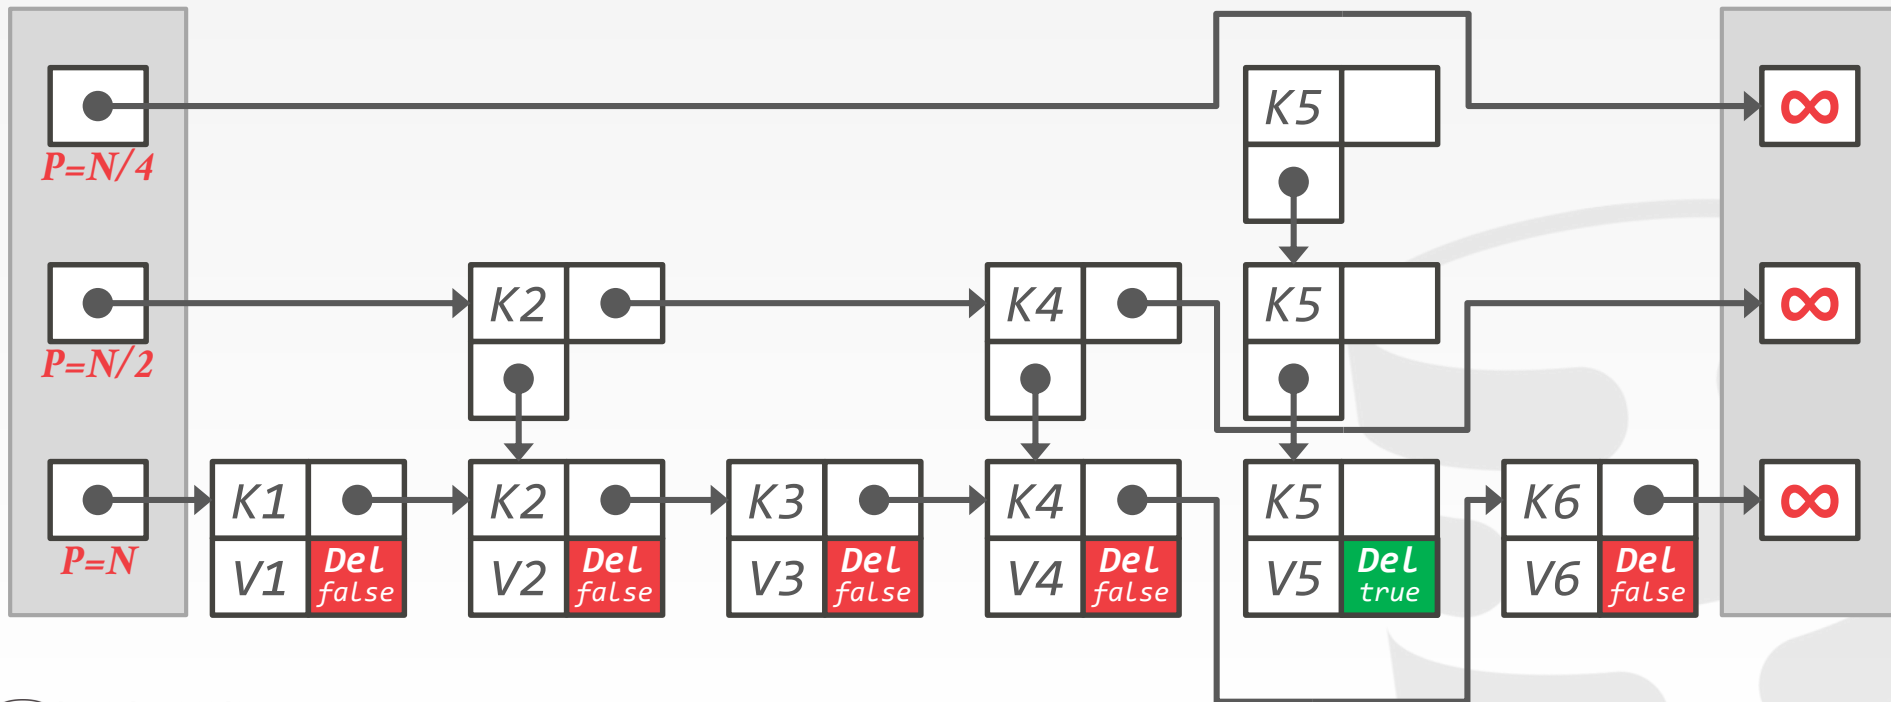 K5
∞
P=N/4
K2
K4
K5
∞
P=N/2
K1
K2
K3
K4
K5
K6
∞
P=N
V1
Del
false
V2
Del
false
V3
Del
false
V4
Del
false
V5
Del
true
V6
Del
false